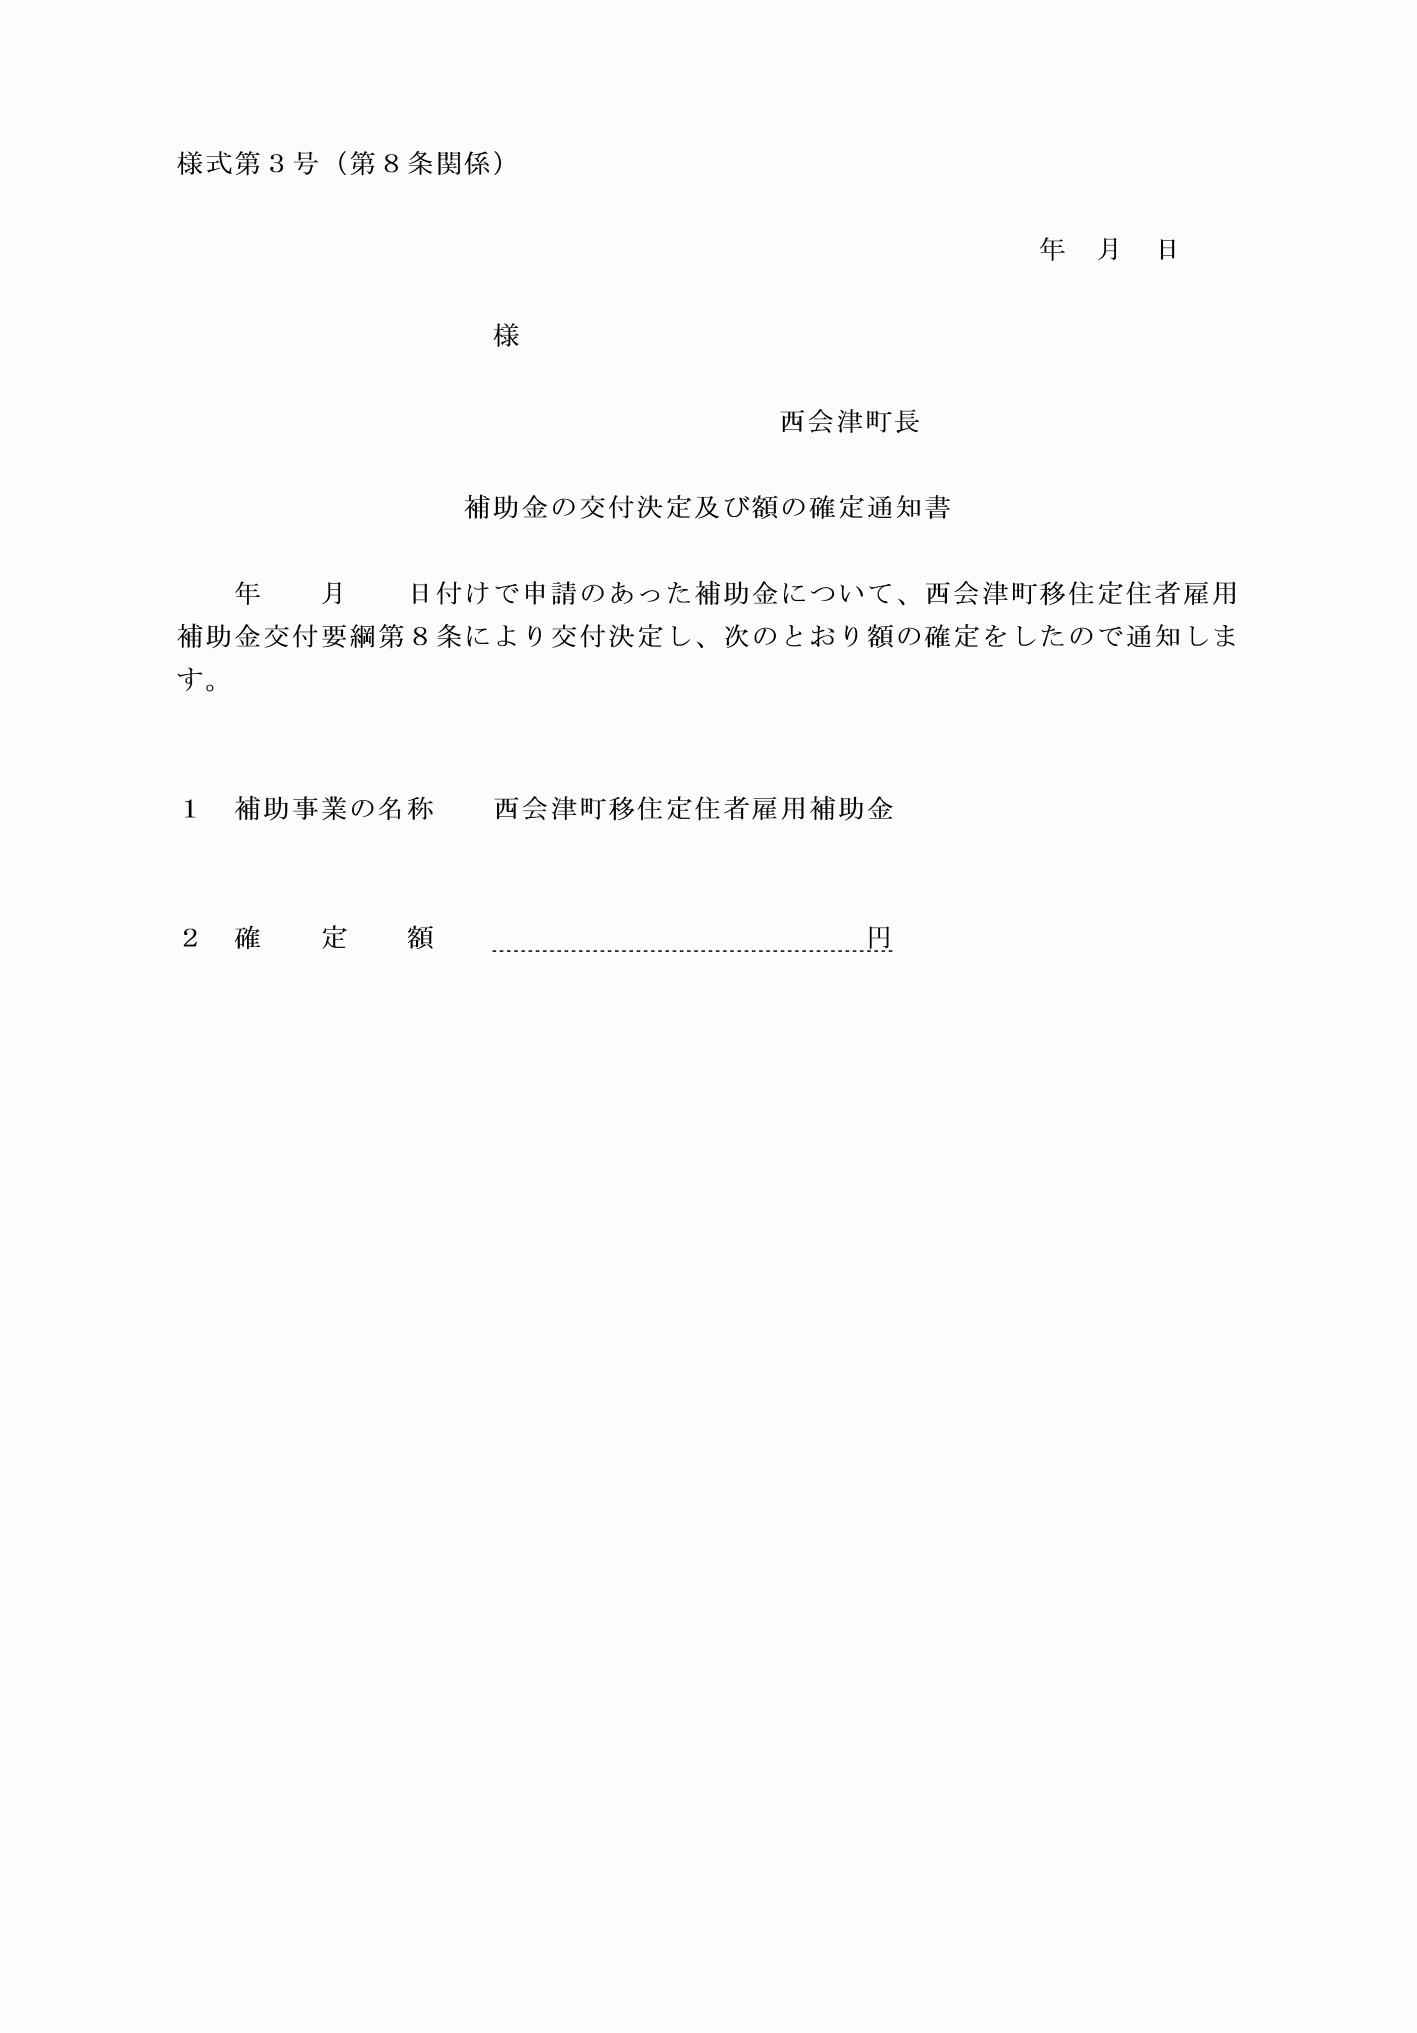 様式第３号（第８条関係）
年　月　日
様
西会津町長
補助金の交付決定及び額の確定通知書
年　　月　　日付けで申請のあった補助金について、西会津町移住定住者雇用
補助金交付要綱第８条により交付決定し、次のとおり額の確定をしたので通知しま
す。
１　補助事業の名称　　西会津町移住定住者雇用補助金
２　確　　定　　額　　　　　　　　　　　　　　　円